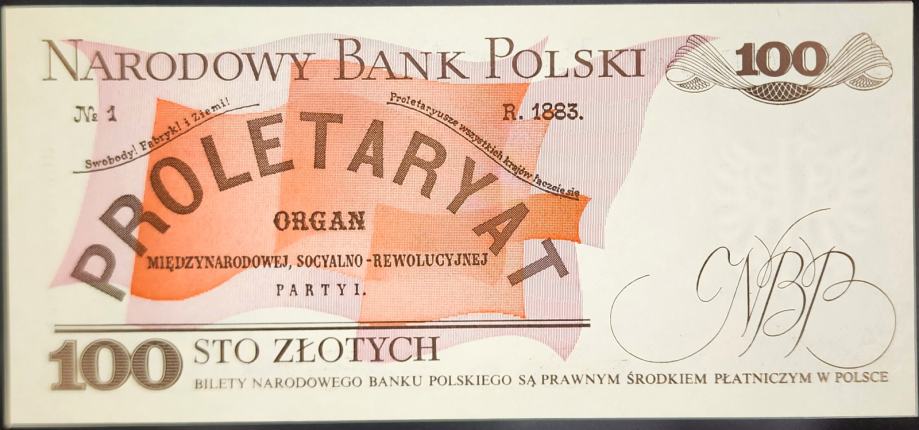 NARODOWY BANK POLSKI
100
№ 1
R. 1883.
Swobody! Fabryk! i Ziemi!
Proletaryusze wszystkich krajów łączcie się
PROLETARYAT
ORGAN
MIĘDZYNARODOWEJ, SOCYALNO-REWOLUCYJNEJ
PARTYI.
NBP
100 STO ZŁOTYCH
BILETY NARODOWEGO BANKU POLSKIEGO SĄ PRAWNYM ŚRODKIEM PŁATNICZYM W POLSCE